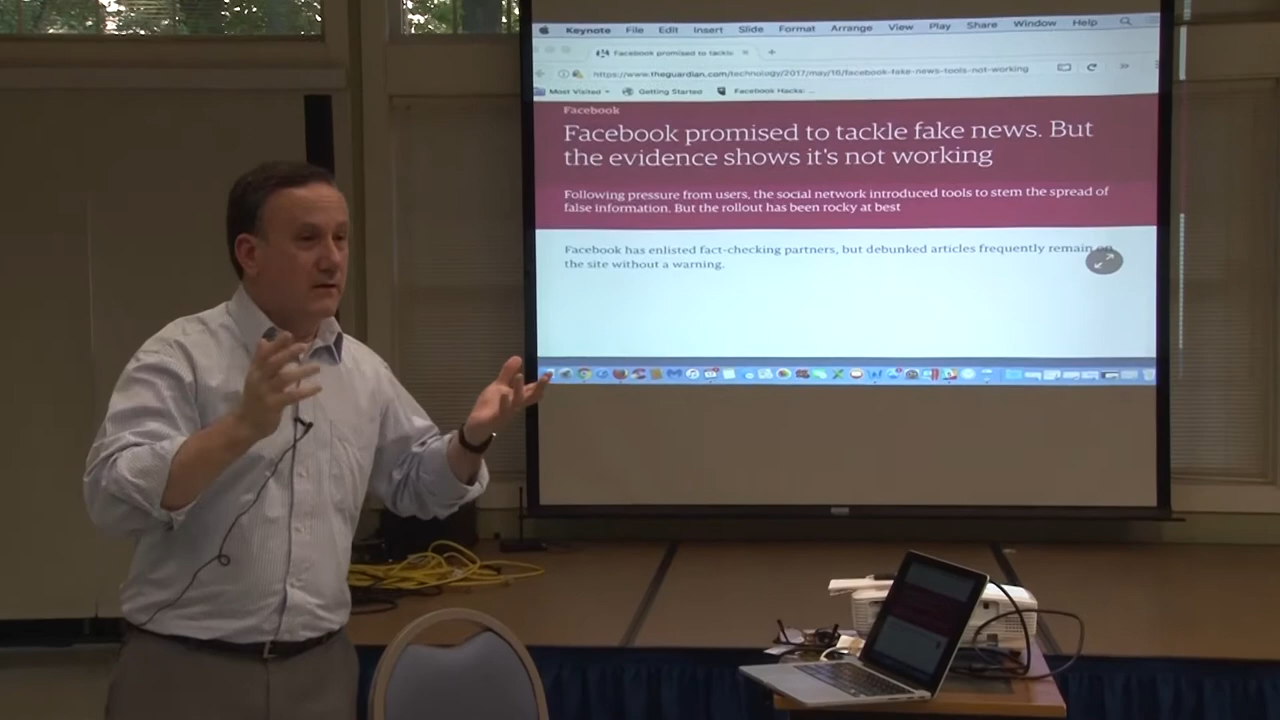 Keynote File Edit Insert Slide Format Arrange View Play Share Window Help
Facebook promised to tackle
https://www.theguardian.com/technology/2017/may/16/facebook-fake-news-tools-not-working
Most Visited Getting Started Facebook Hacks: ...
Facebook
Facebook promised to tackle fake news. But
the evidence shows it's not working
Following pressure from users, the social network introduced tools to stem the spread of
false information. But the rollout has been rocky at best
Facebook has enlisted fact-checking partners, but debunked articles frequently remain on
the site without a warning.